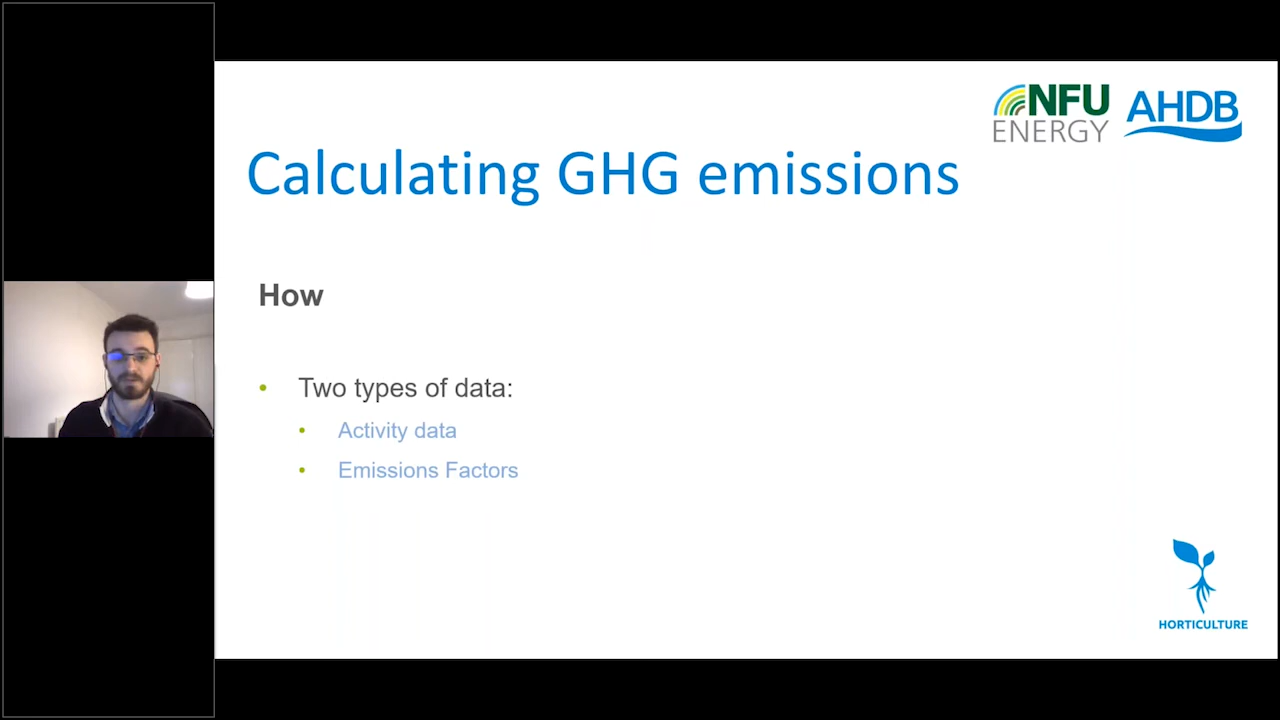 NFU
ENERGY
AHDB
Calculating GHG emissions
How
• Two types of data:
• Activity data
• Emissions Factors
HORTICULTURE